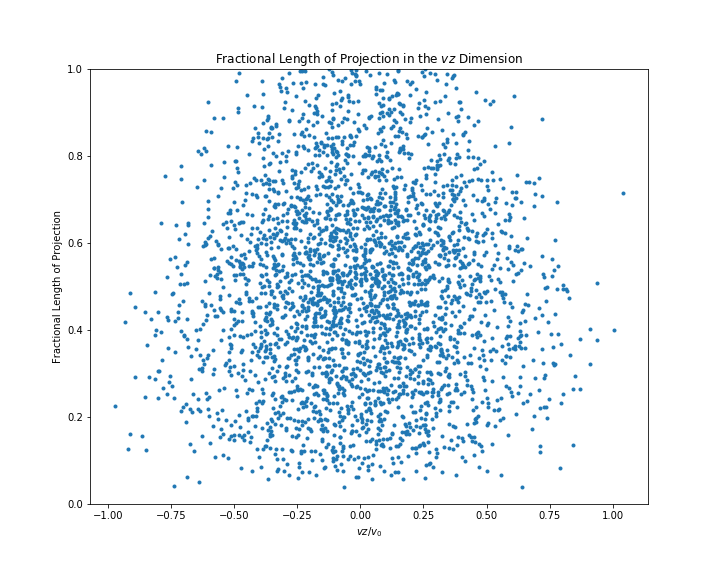 Fractional Length of Projection in the vz Dimension
1.0
0.8
0.6
0.4
0.2
0.0
Fractional Length of Projection
−1.00 −0.75 −0.50 −0.25 0.00 0.25 0.50 0.75 1.00
vz/v₀